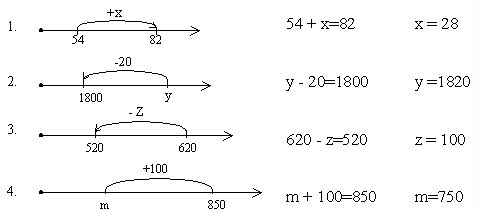 1. +x 54 82 54 + x=82 x = 28
2. -20 1800 y y - 20=1800 y =1820
3. - Z 520 620 620 - z=520 z = 100
4. +100 m 850 m + 100=850 m=750